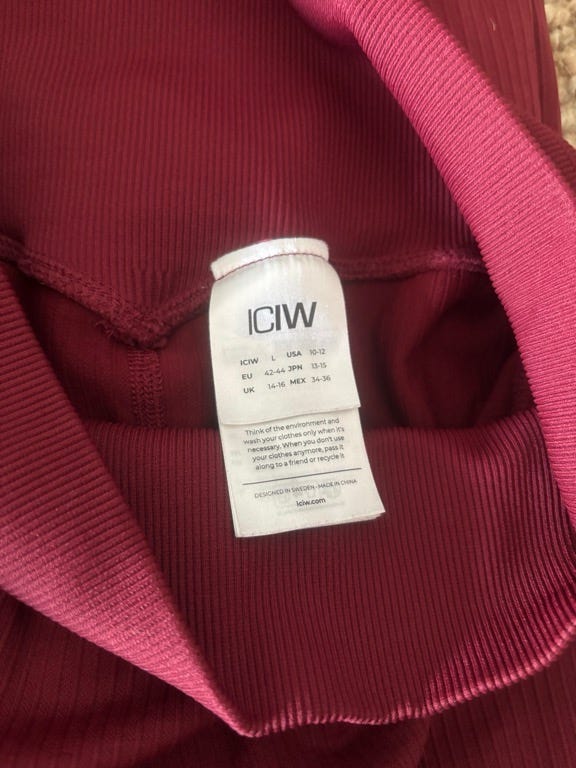 ICIW
ICIW L USA 10-12
EU 42-44 JPN 13-15
UK 14-16 MEX 34-36
Think of the environment and
wash your clothes only when it's
necessary. When you don't use
your clothes anymore, pass it
along to a friend or recycle it
DESIGNED IN SWEDEN - MADE IN CHINA
iciw.com